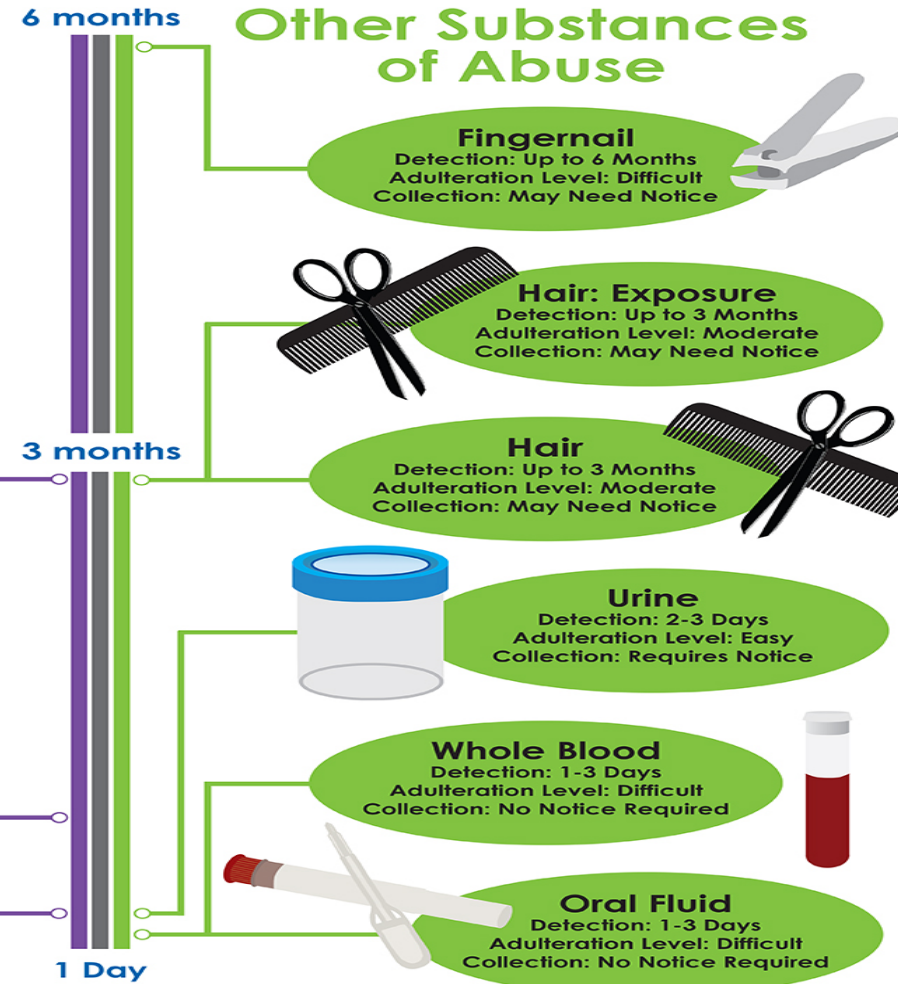 6 months
Other Substances
of Abuse
Fingernail
Detection: Up to 6 Months
Adulteration Level: Difficult
Collection: May Need Notice
Hair: Exposure
Detection: Up to 3 Months
Adulteration Level: Moderate
Collection: May Need Notice
3 months
Hair
Detection: Up to 3 Months
Adulteration Level: Moderate
Collection: May Need Notice
Urine
Detection: 2-3 Days
Adulteration Level: Easy
Collection: Requires Notice
Whole Blood
Detection: 1-3 Days
Adulteration Level: Difficult
Collection: No Notice Required
Oral Fluid
Detection: 1-3 Days
Adulteration Level: Difficult
Collection: No Notice Required
1 Day